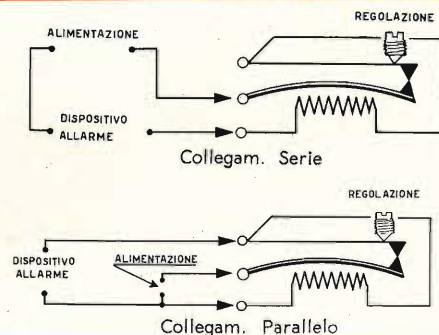 REGOLAZIONE
ALIMENTAZIONE
DISPOSITIVO
ALLARME
Collegam. Serie
REGOLAZIONE
DISPOSITIVO
ALLARME
ALIMENTAZIONE
Collegam. Parallelo